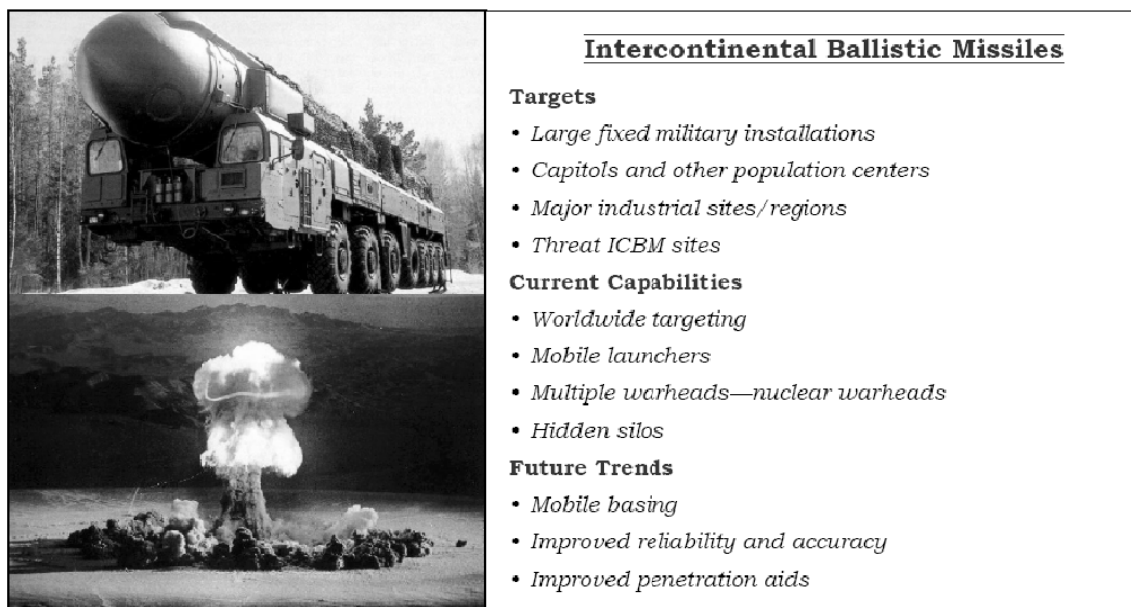 Intercontinental Ballistic Missiles
Targets
• Large fixed military installations
• Capitols and other population centers
• Major industrial sites/regions
• Threat ICBM sites
Current Capabilities
• Worldwide targeting
• Mobile launchers
• Multiple warheads—nuclear warheads
• Hidden silos
Future Trends
• Mobile basing
• Improved reliability and accuracy
• Improved penetration aids